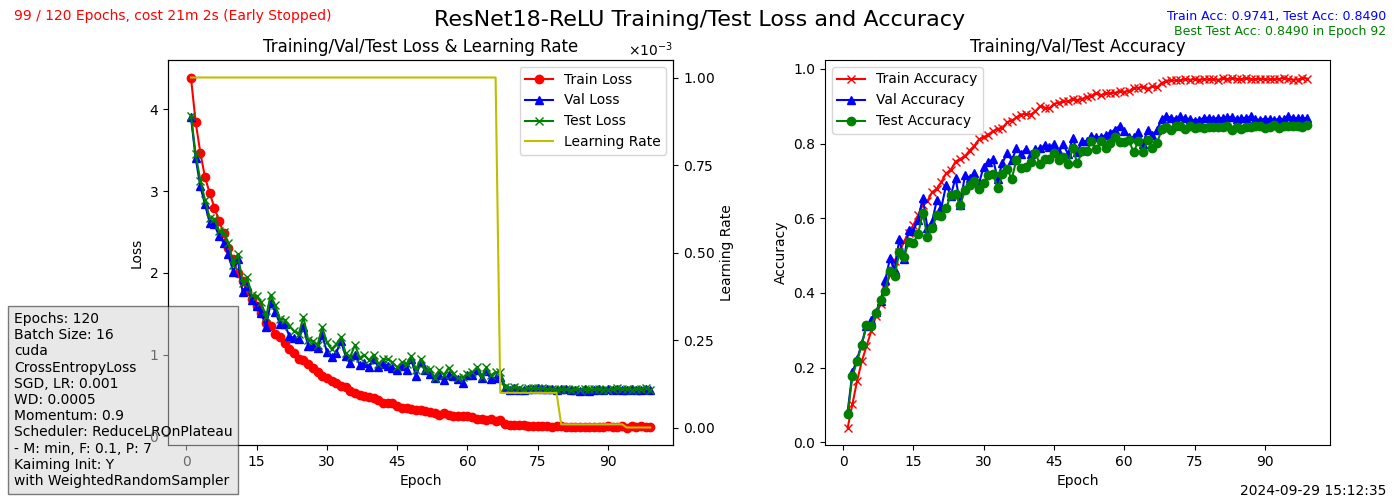 99 / 120 Epochs, cost 21m 2s (Early Stopped)
ResNet18-ReLU Training/Test Loss and Accuracy
Train Acc: 0.9741, Test Acc: 0.8490
Best Test Acc: 0.8490 in Epoch 92
Training/Val/Test Loss & Learning Rate
×10⁻³
Train Loss
Val Loss
Test Loss
Learning Rate
4
3
2
1
0
Loss
1.00
0.75
0.50
0.25
0.00
Learning Rate
0
15
30
45
60
75
90
Epoch
Epochs: 120
Batch Size: 16
cuda
CrossEntropyLoss
SGD, LR: 0.001
WD: 0.0005
Momentum: 0.9
Scheduler: ReduceLROnPlateau
- M: min, F: 0.1, P: 7
Kaiming Init: Y
with WeightedRandomSampler
Training/Val/Test Accuracy
Train Accuracy
Val Accuracy
Test Accuracy
1.0
0.8
0.6
0.4
0.2
0.0
Accuracy
0
15
30
45
60
75
90
Epoch
2024-09-29 15:12:35